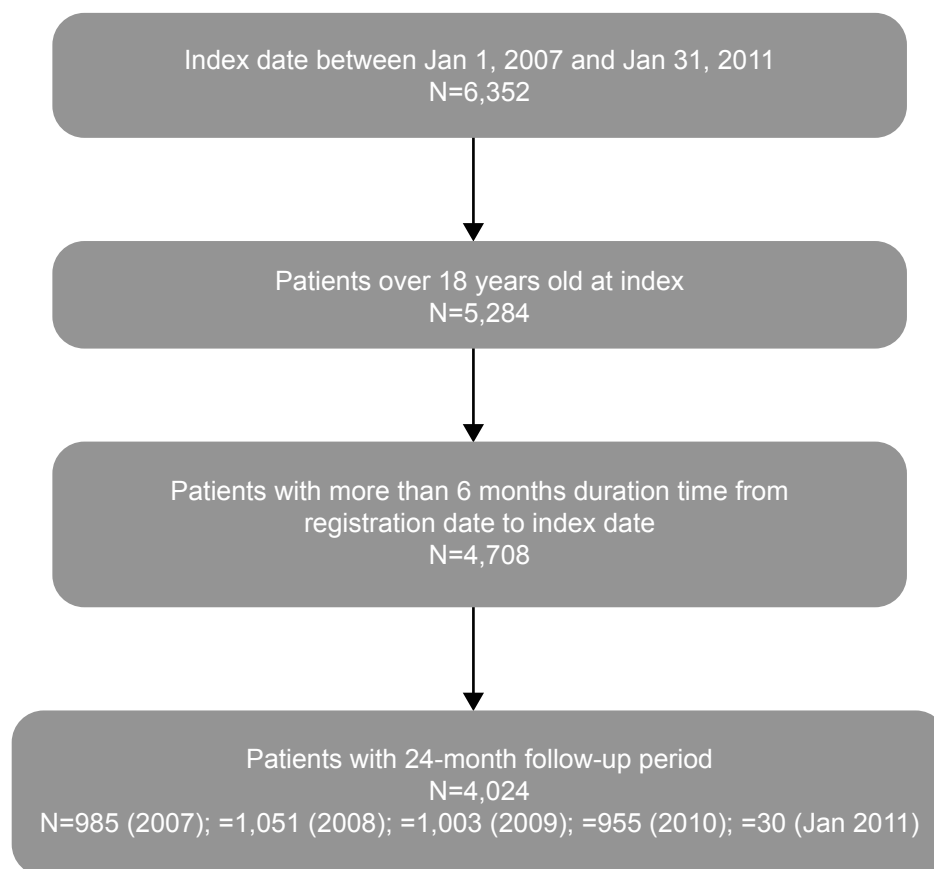 Index date between Jan 1, 2007 and Jan 31, 2011
N=6,352
Patients over 18 years old at index
N=5,284
Patients with more than 6 months duration time from
registration date to index date
N=4,708
Patients with 24-month follow-up period
N=4,024
N=985 (2007); =1,051 (2008); =1,003 (2009); =955 (2010); =30 (Jan 2011)